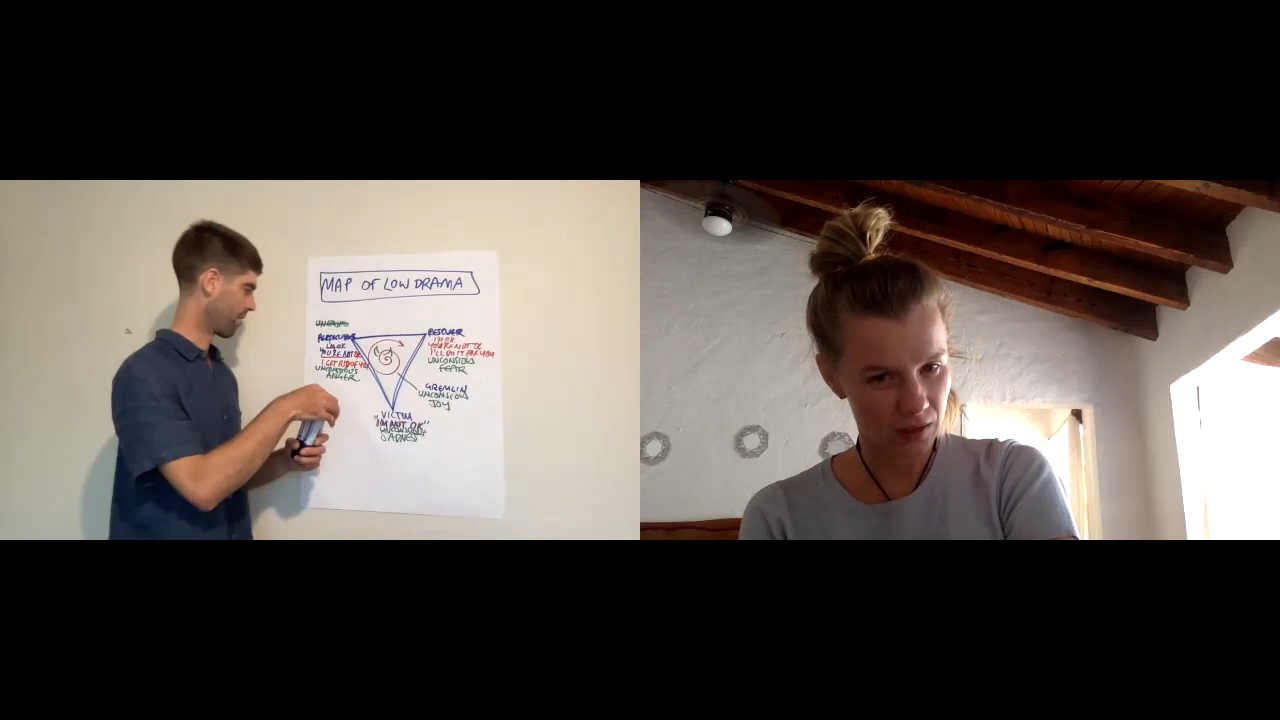 MAP OF LOW DRAMA
PERSECUTOR
I'M OK
YOU'RE NOT OK
I GET RID OF YOU
UNCONSCIOUS
ANGER
RESCUER
I'M OK
YOU'RE NOT OK
I'LL DO IT FOR YOU
UNCONSCIOUS
FEAR
GREMLIN
UNCONSCIOUS
JOY
VICTIM
"I'M NOT OK"
UNCONSCIOUS
SADNESS